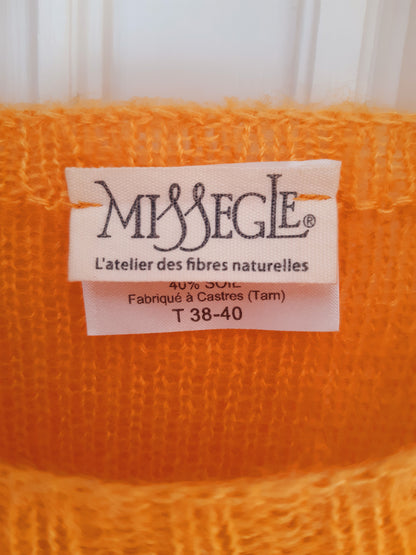 MISSEGLE®
L'atelier des fibres naturelles
40% SOIE
Fabriqué à Castres (Tarn)
T 38-40